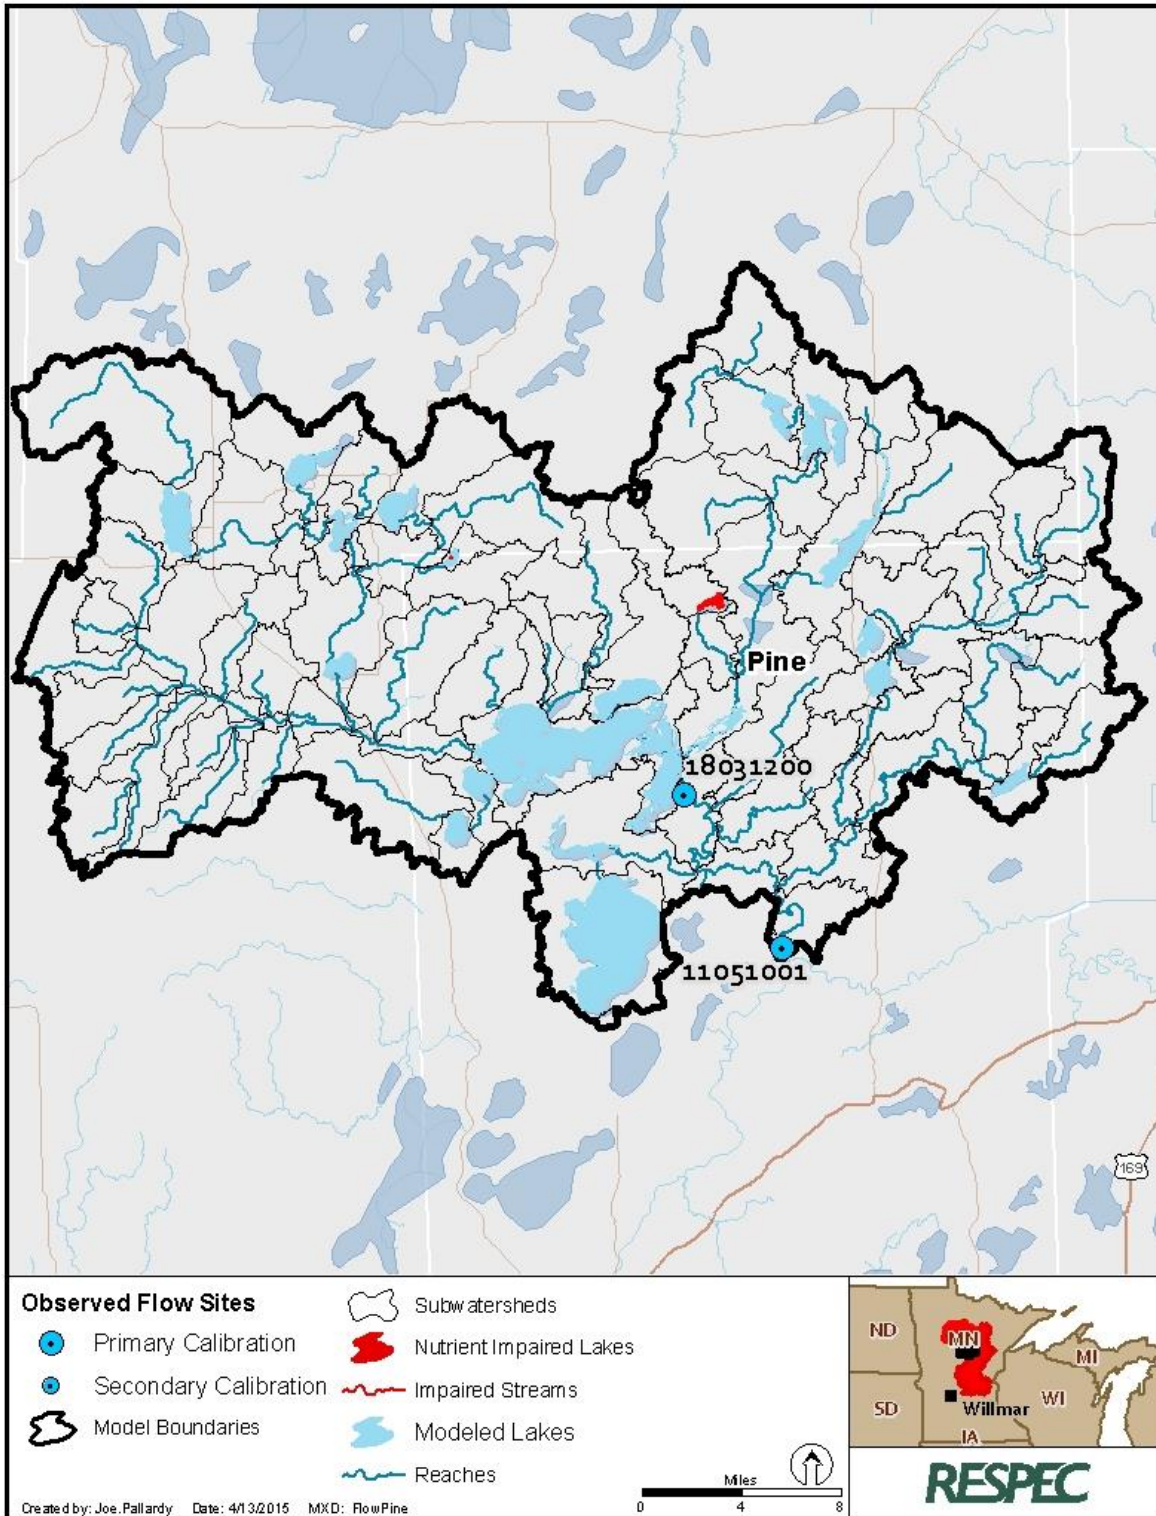 Pine
18031200
11051001
169
Observed Flow Sites
Primary Calibration
Secondary Calibration
Model Boundaries
Subwatersheds
Nutrient Impaired Lakes
Impaired Streams
Modeled Lakes
Reaches
Miles
0 4 8
Created by: Joe.Pallardy Date: 4/13/2015 MXD: FlowPine
ND
MN
MI
SD
WI
Willmar
IA
RESPEC